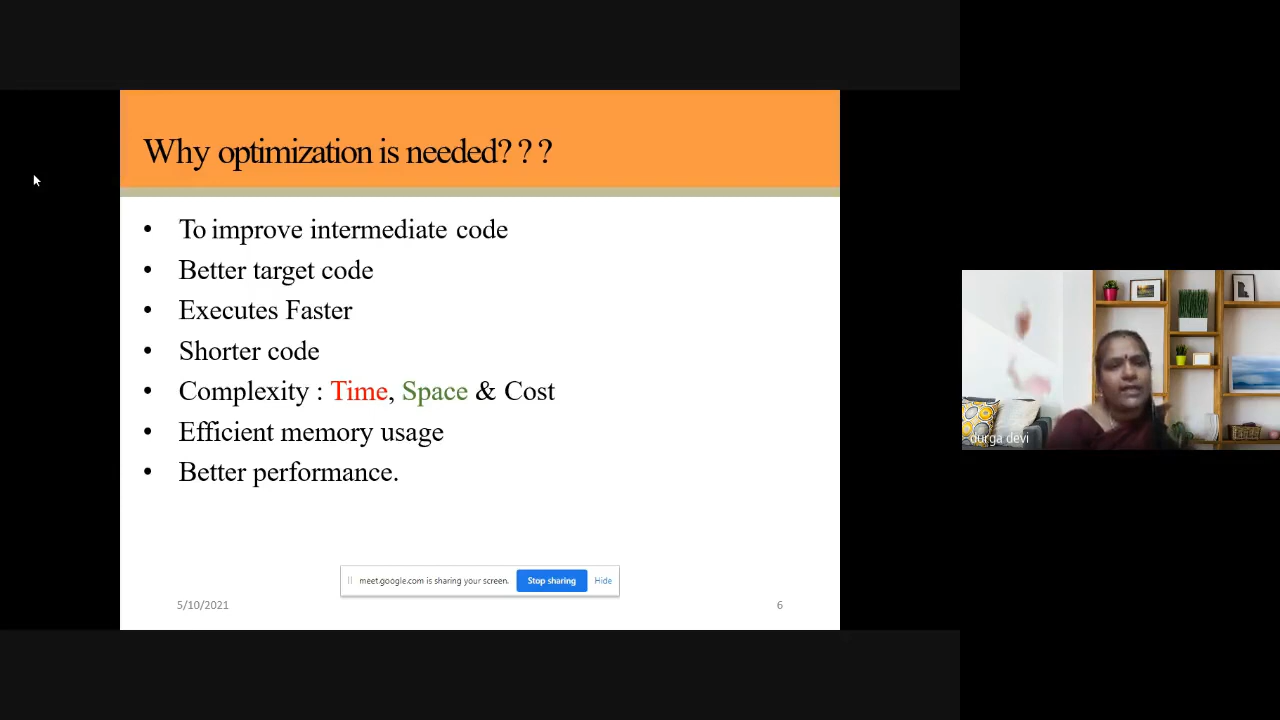 Why optimization is needed? ? ?
• To improve intermediate code
• Better target code
• Executes Faster
• Shorter code
• Complexity : Time, Space & Cost
• Efficient memory usage
• Better performance.
durga devi
meet.google.com is sharing your screen.
Stop sharing
Hide
5/10/2021
6